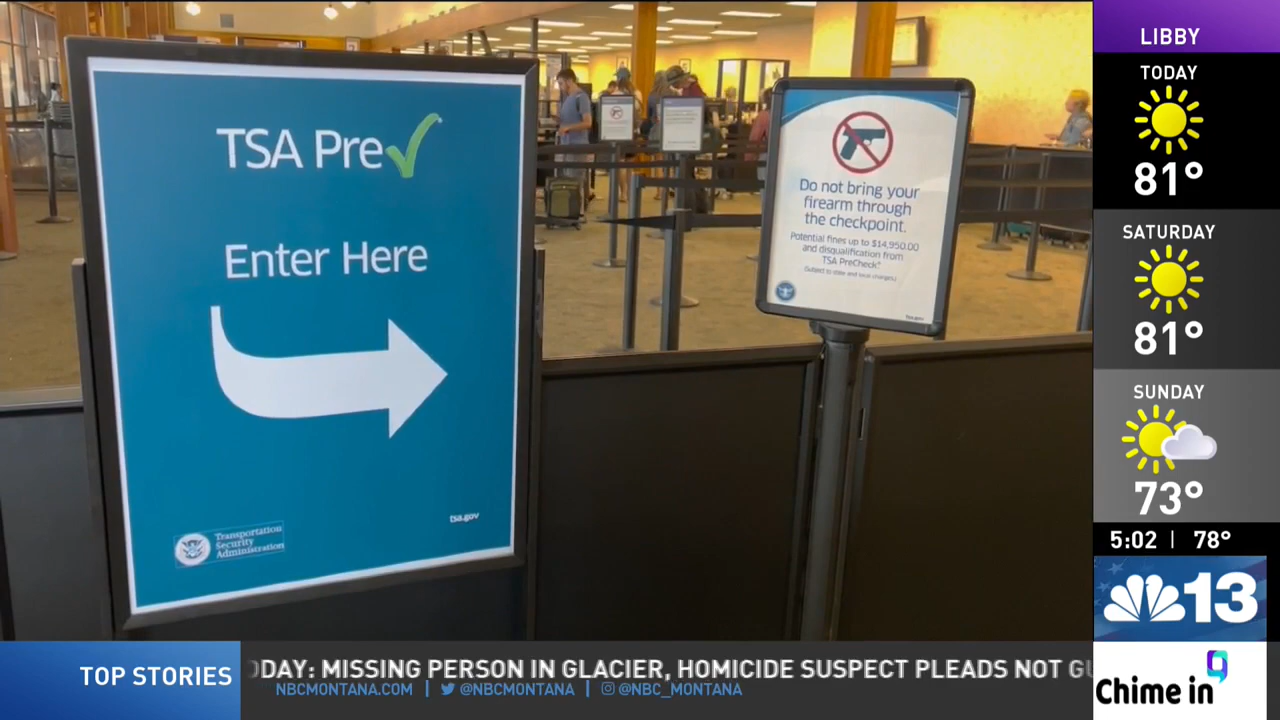 TSA Pre✓
Enter Here
tsa.gov
Transportation
Security
Administration
Do not bring your
firearm through
the checkpoint.
Potential fines up to $14,950.00
and disqualification from
TSA PreCheck®
(Subject to state and local charges.)
tsa.gov
LIBBY
TODAY
81°
SATURDAY
81°
SUNDAY
73°
5:02 | 78°
13
Chime in
TOP STORIES
ODAY: MISSING PERSON IN GLACIER, HOMICIDE SUSPECT PLEADS NOT GU
NBCMONTANA.COM | @NBCMONTANA | @NBC_MONTANA